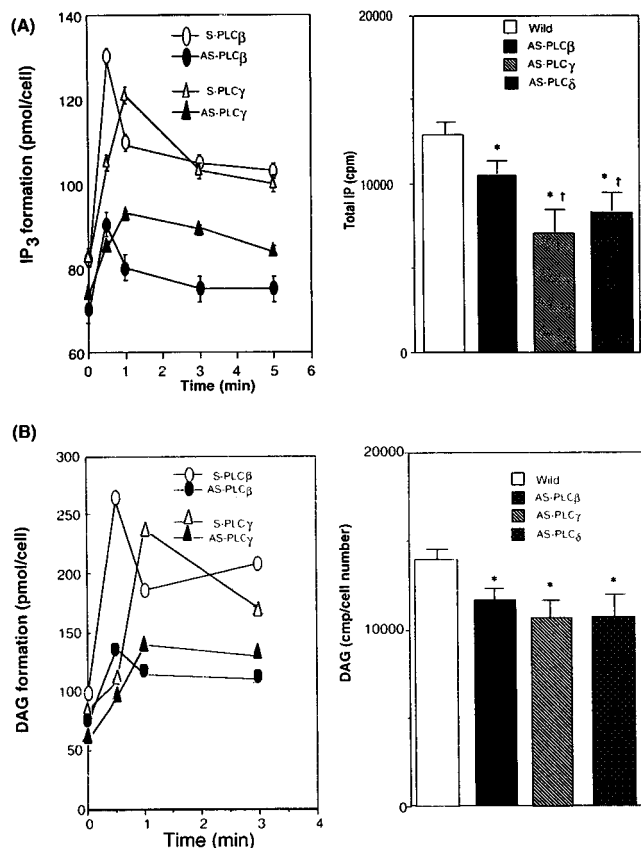 (A)
IP3 formation (pmol/cell)
140
120
100
80
60
0 1 2 3 4 5 6
Time (min)
S-PLCβ
AS-PLCβ
S-PLCγ
AS-PLCγ
Total IP (cpm)
20000
10000
0
Wild
AS-PLCβ
AS-PLCγ
AS-PLCδ
*
* †
* †
(B)
DAG formation (pmol/cell)
300
250
200
150
100
50
0
0 1 2 3 4
Time (min)
S-PLCβ
AS-PLCβ
S-PLCγ
AS-PLCγ
DAG (cmp/cell number)
20000
10000
0
Wild
AS-PLCβ
AS-PLCγ
AS-PLCδ
*
*
*